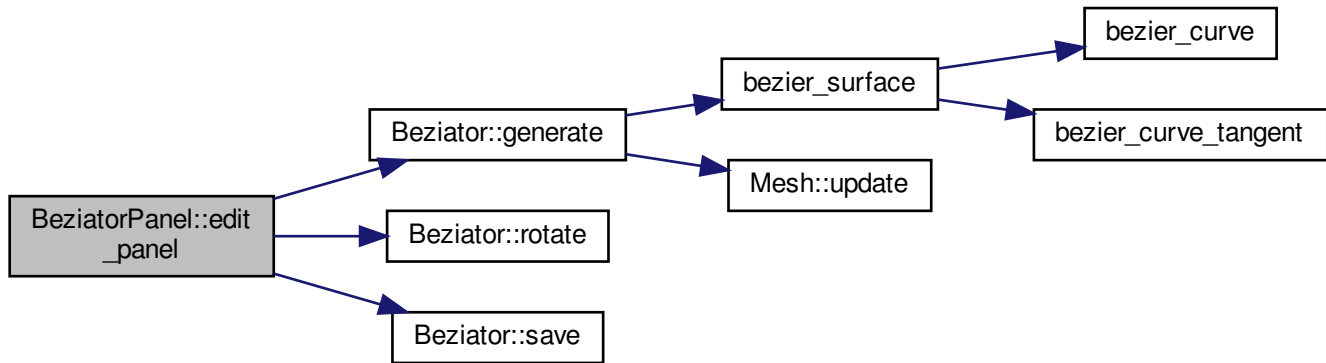 BeziatorPanel::edit
_panel
Beziator::generate
bezier_surface
bezier_curve
bezier_curve_tangent
Mesh::update
Beziator::rotate
Beziator::save